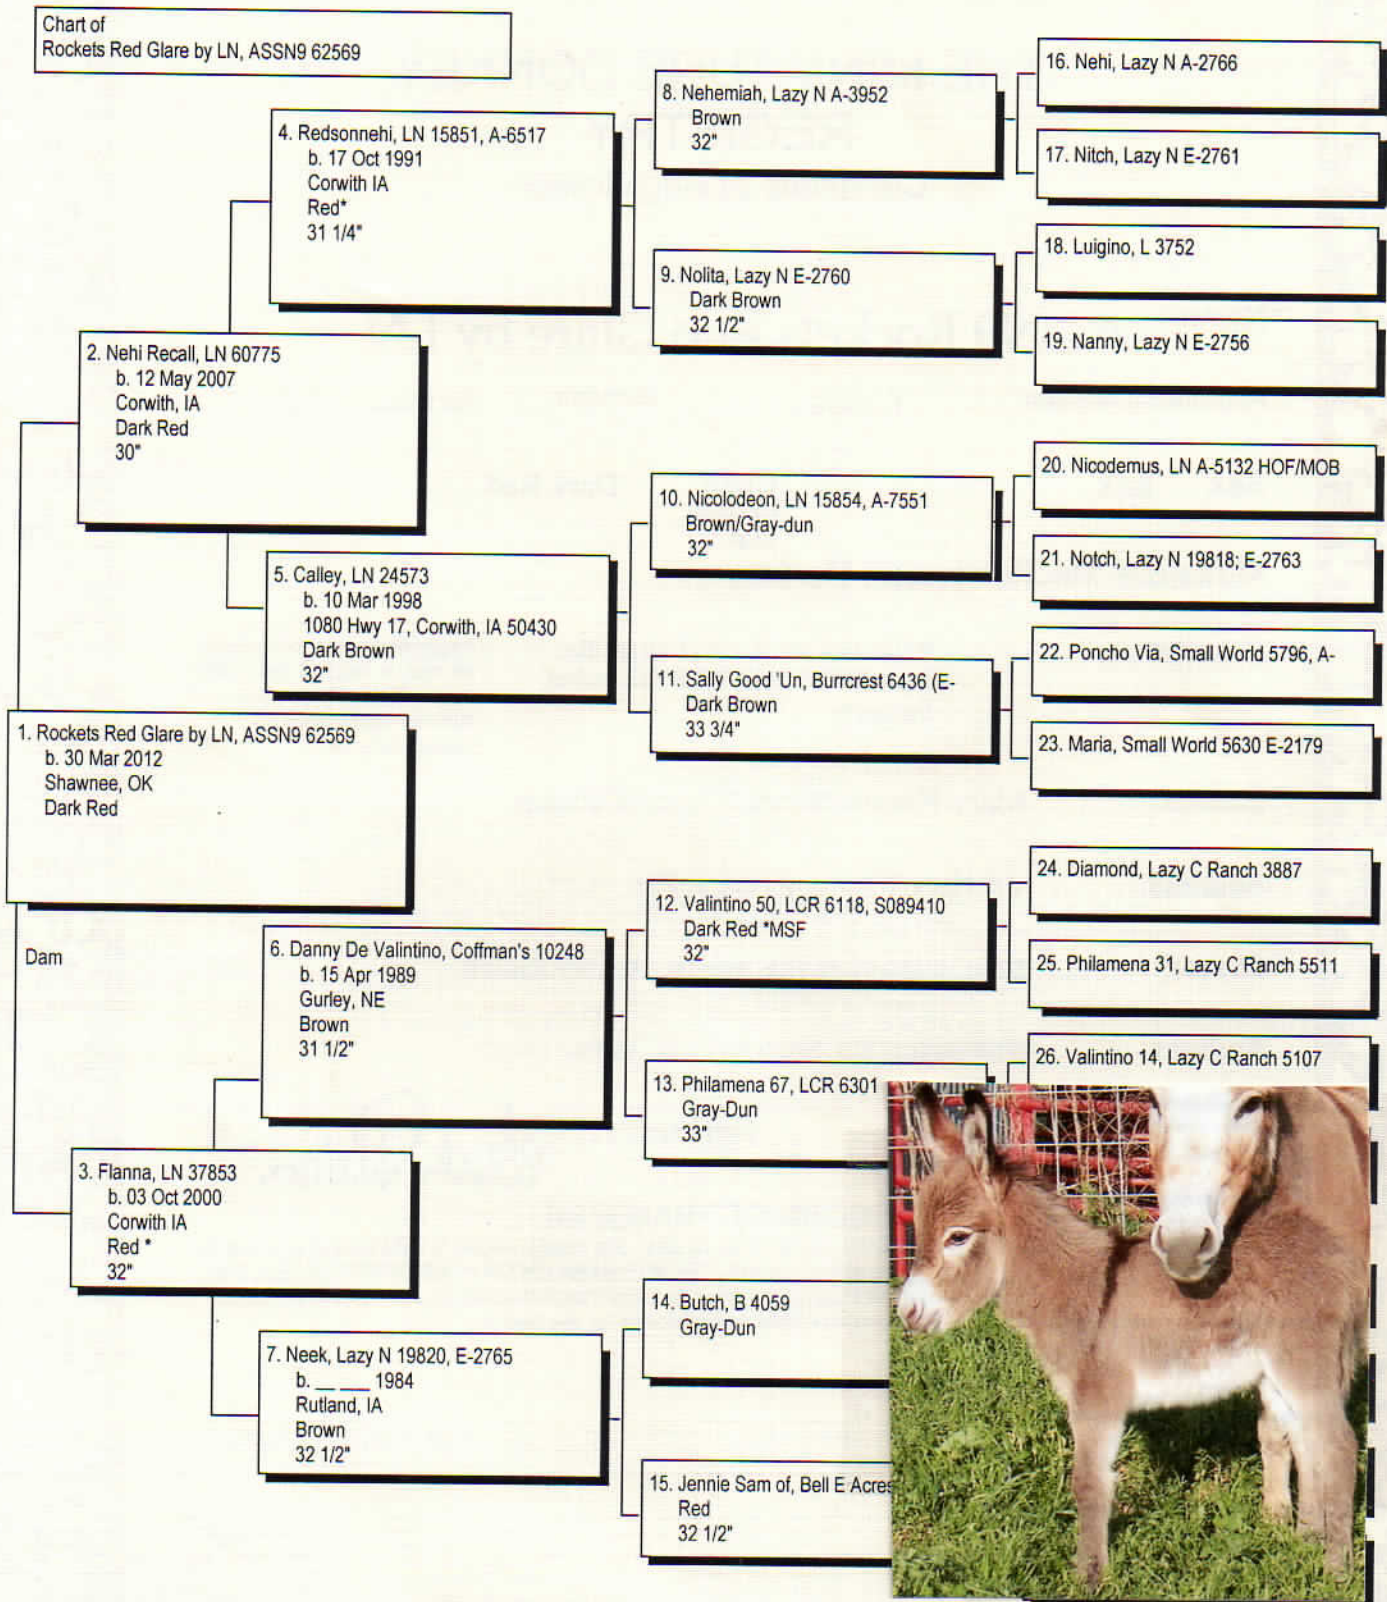 Chart of
Rockets Red Glare by LN, ASSN9 62569
1. Rockets Red Glare by LN, ASSN9 62569
b. 30 Mar 2012
Shawnee, OK
Dark Red
Dam
2. Nehi Recall, LN 60775
b. 12 May 2007
Corwith, IA
Dark Red
30"
3. Flanna, LN 37853
b. 03 Oct 2000
Corwith IA
Red *
32"
4. Redsonnehi, LN 15851, A-6517
b. 17 Oct 1991
Corwith IA
Red*
31 1/4"
5. Calley, LN 24573
b. 10 Mar 1998
1080 Hwy 17, Corwith, IA 50430
Dark Brown
32"
6. Danny De Valintino, Coffman's 10248
b. 15 Apr 1989
Gurley, NE
Brown
31 1/2"
7. Neek, Lazy N 19820, E-2765
b. __ ___ 1984
Rutland, IA
Brown
32 1/2"
8. Nehemiah, Lazy N A-3952
Brown
32"
9. Nolita, Lazy N E-2760
Dark Brown
32 1/2"
10. Nicolodeon, LN 15854, A-7551
Brown/Gray-dun
32"
11. Sally Good 'Un, Burrcrest 6436 (E-
Dark Brown
33 3/4"
12. Valintino 50, LCR 6118, S089410
Dark Red *MSF
32"
13. Philamena 67, LCR 6301
Gray-Dun
33"
14. Butch, B 4059
Gray-Dun
15. Jennie Sam of, Bell E Acres
Red
32 1/2"
16. Nehi, Lazy N A-2766
17. Nitch, Lazy N E-2761
18. Luigino, L 3752
19. Nanny, Lazy N E-2756
20. Nicodemus, LN A-5132 HOF/MOB
21. Notch, Lazy N 19818; E-2763
22. Poncho Via, Small World 5796, A-
23. Maria, Small World 5630 E-2179
24. Diamond, Lazy C Ranch 3887
25. Philamena 31, Lazy C Ranch 5511
26. Valintino 14, Lazy C Ranch 5107